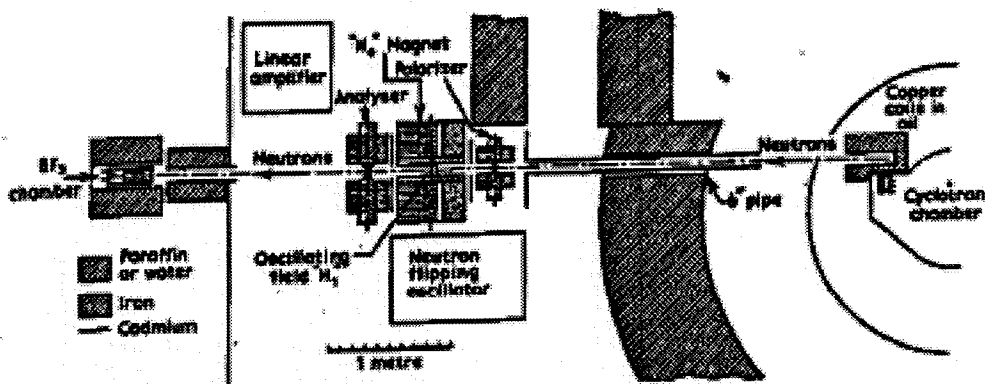 Linear
amplifier
"H₀" Magnet
Polarizer
Analyser
Copper
coils in
oil
BF₃
chamber
Neutrons
Neutrons
6" pipe
Cyclotron
chamber
Oscillating
field H₁
Neutron
flipping
oscillator
Paraffin
or water
Iron
Cadmium
1 metre